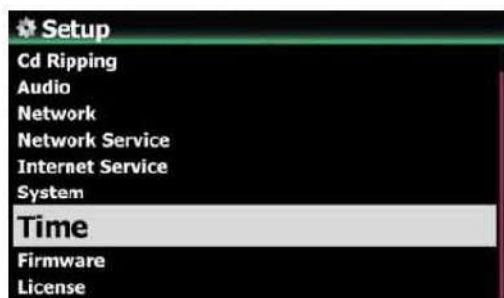 Setup
Cd Ripping
Audio
Network
Network Service
Internet Service
System
Time
Firmware
License